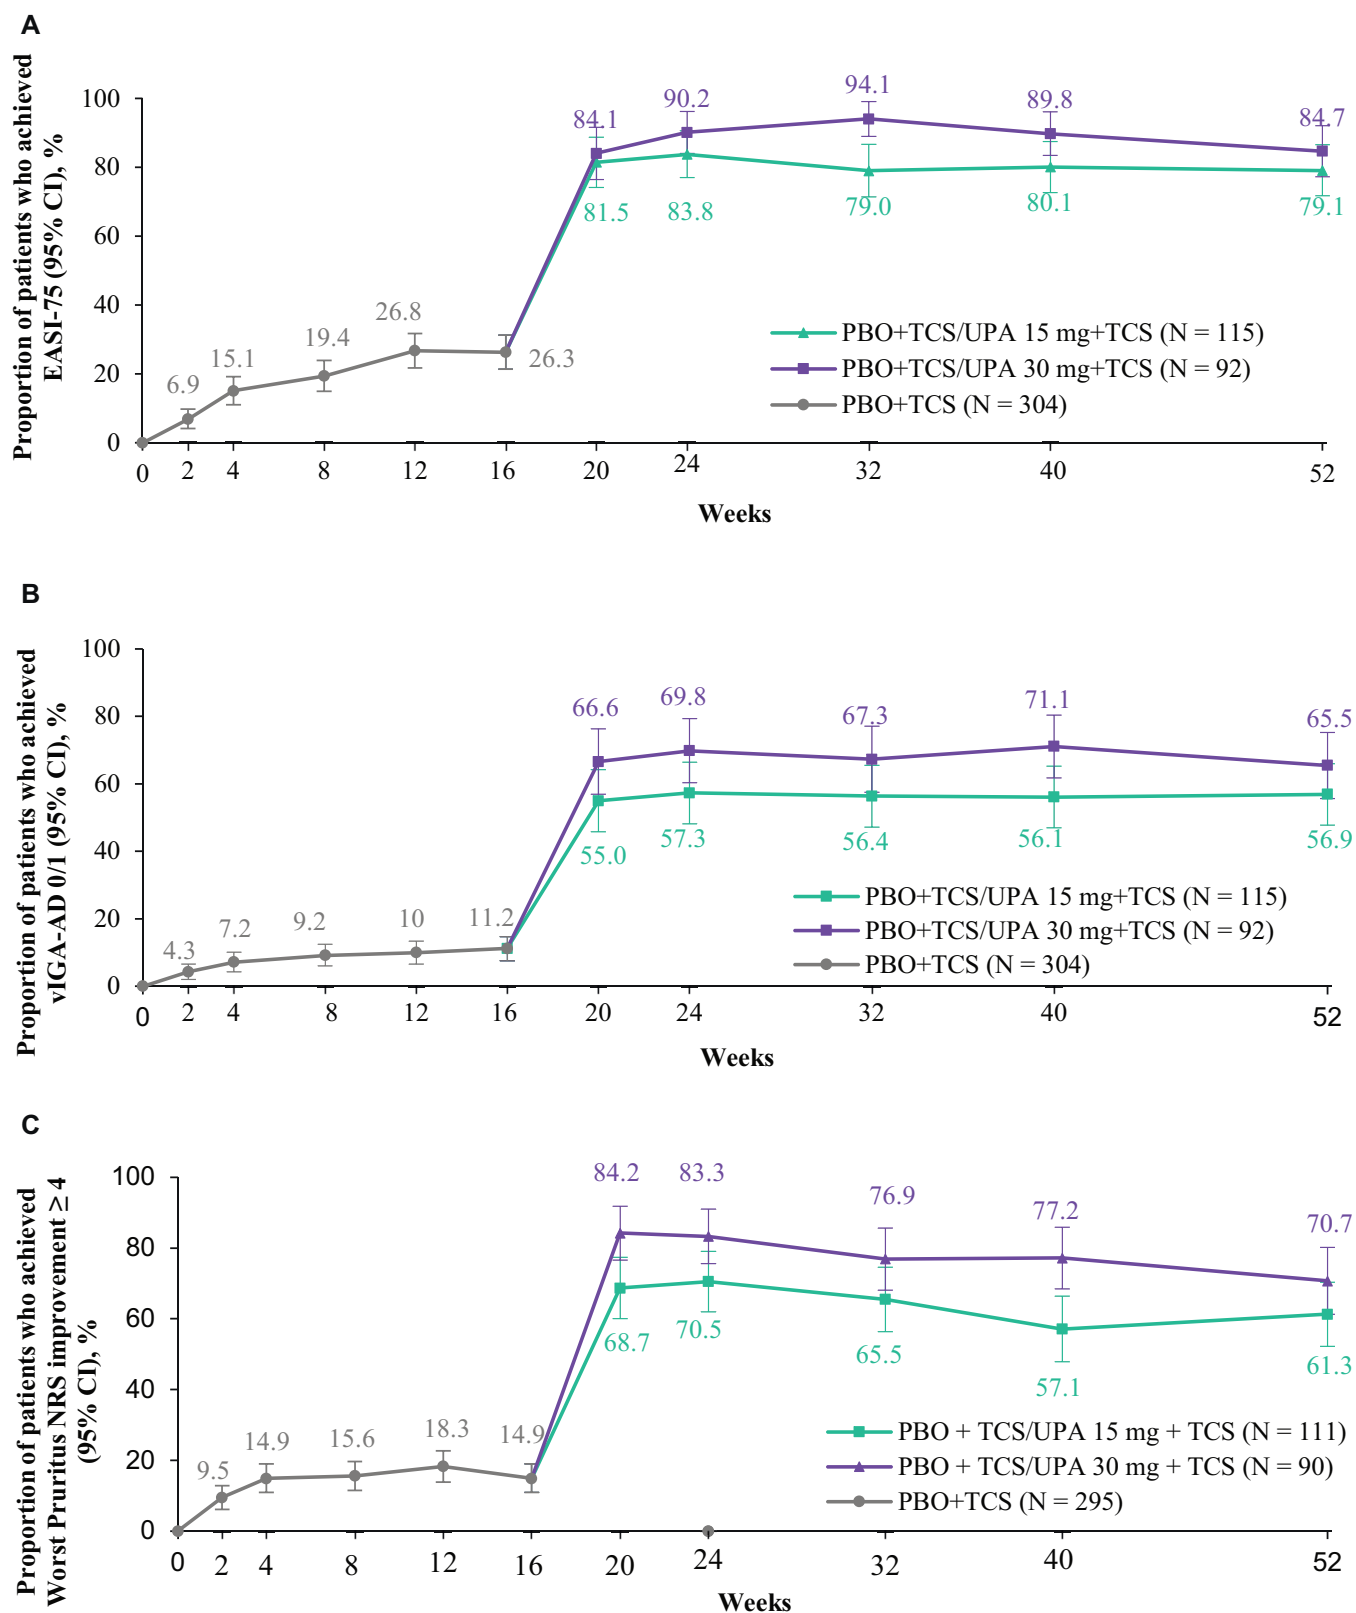 A
Proportion of patients who achieved
EASI-75 (95% CI), %
100
80
60
40
20
0
6.9
15.1
19.4
26.8
26.3
84.1
90.2
94.1
89.8
84.7
81.5
83.8
79.0
80.1
79.1
PBO+TCS/UPA 15 mg+TCS (N = 115)
PBO+TCS/UPA 30 mg+TCS (N = 92)
PBO+TCS (N = 304)
0 2 4 8 12 16 20 24 32 40 52
Weeks
B
Proportion of patients who achieved
vIGA-AD 0/1 (95% CI), %
100
80
60
40
20
0
4.3
7.2
9.2
10
11.2
66.6
69.8
67.3
71.1
65.5
55.0
57.3
56.4
56.1
56.9
PBO+TCS/UPA 15 mg+TCS (N = 115)
PBO+TCS/UPA 30 mg+TCS (N = 92)
PBO+TCS (N = 304)
0 2 4 8 12 16 20 24 32 40 52
Weeks
C
Proportion of patients who achieved
Worst Pruritus NRS improvement ≥ 4
(95% CI), %
100
80
60
40
20
0
9.5
14.9
15.6
18.3
14.9
84.2
83.3
76.9
77.2
70.7
68.7
70.5
65.5
57.1
61.3
PBO + TCS/UPA 15 mg + TCS (N = 111)
PBO + TCS/UPA 30 mg + TCS (N = 90)
PBO+TCS (N = 295)
0 2 4 8 12 16 20 24 32 40 52
Weeks